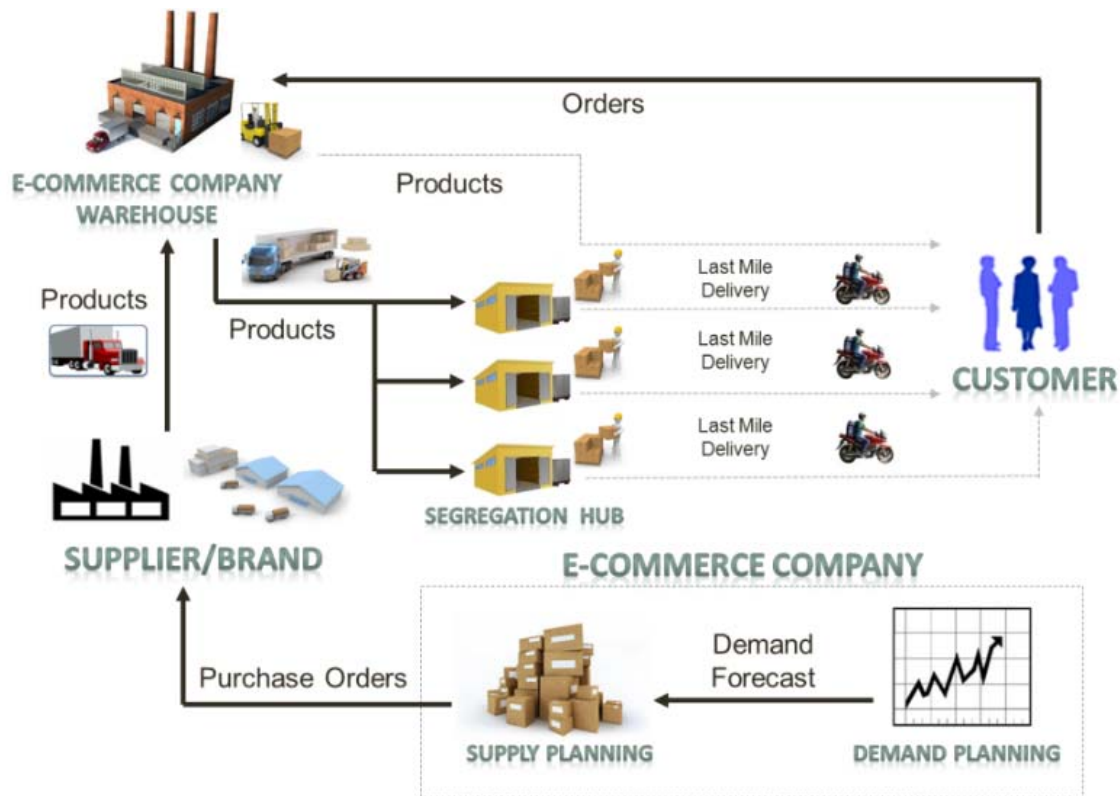 Orders
E-COMMERCE COMPANY
WAREHOUSE
Products
Products
Products
Last Mile
Delivery
Last Mile
Delivery
Last Mile
Delivery
CUSTOMER
SEGREGATION HUB
SUPPLIER/BRAND
E-COMMERCE COMPANY
Purchase Orders
Demand
Forecast
SUPPLY PLANNING
DEMAND PLANNING